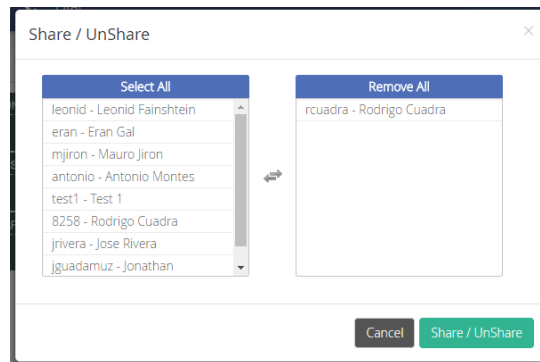 Share / UnShare
×
Select All
leonid - Leonid Fainshtein
eran - Eran Gal
mjiron - Mauro Jiron
antonio - Antonio Montes
test1 - Test 1
8258 - Rodrigo Cuadra
jrivera - Jose Rivera
jguadamuz - Jonathan
Remove All
rcuadra - Rodrigo Cuadra
Cancel
Share / UnShare